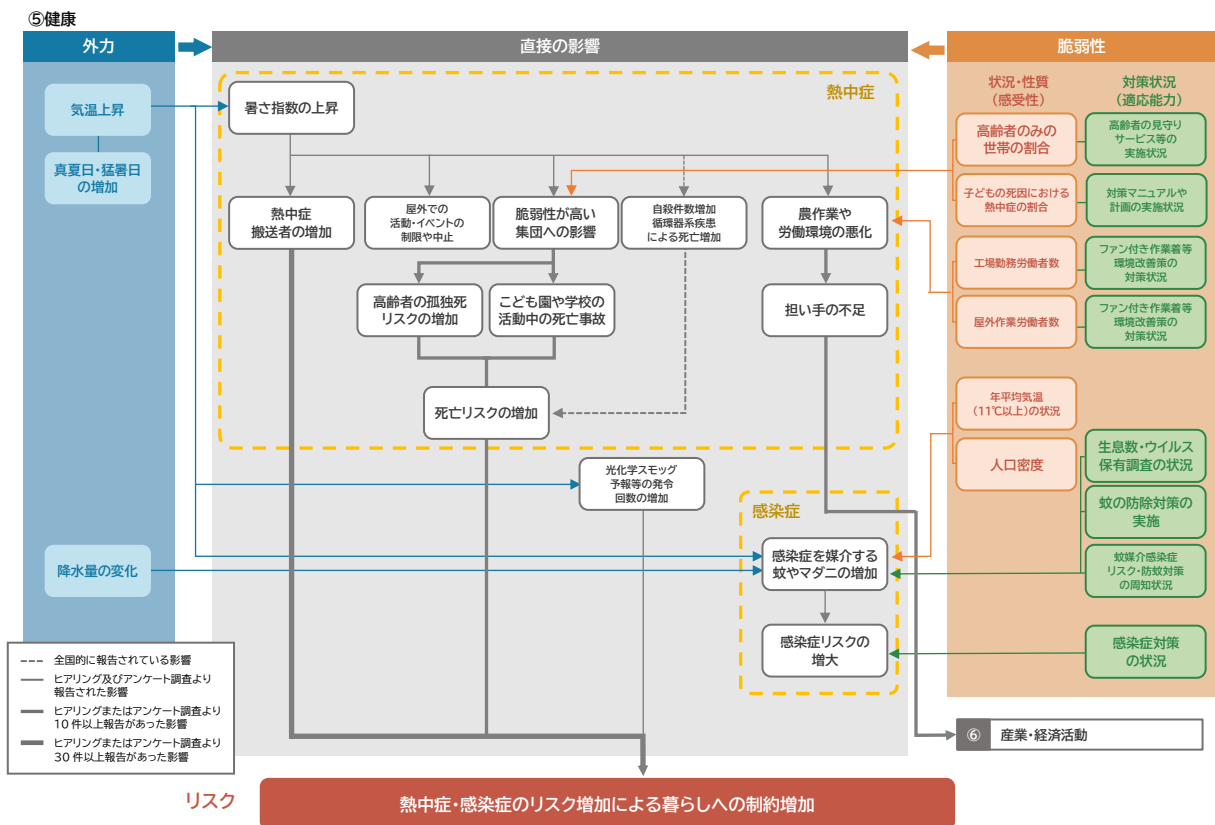 ⑤健康
外力
直接の影響
脆弱性
気温上昇
真夏日・猛暑日
の増加
降水量の変化
熱中症
暑さ指数の上昇
熱中症
搬送者の増加
屋外での
活動・イベントの
制限や中止
脆弱性が高い
集団への影響
自殺件数増加
循環器系疾患
による死亡増加
農作業や
労働環境の悪化
高齢者の孤独死
リスクの増加
こども園や学校の
活動中の死亡事故
担い手の不足
死亡リスクの増加
光化学スモッグ
予報等の発令
回数の増加
感染症
感染症を媒介する
蚊やマダニの増加
感染症リスクの
増大
状況・性質
(感受性)
対策状況
(適応能力)
高齢者のみの
世帯の割合
高齢者の見守り
サービス等の
実施状況
子どもの死因における
熱中症の割合
対策マニュアルや
計画の実施状況
工場勤務労働者数
ファン付き作業着等
環境改善策の
対策状況
屋外作業労働者数
ファン付き作業着等
環境改善策の
対策状況
年平均気温
(11℃以上)の状況
人口密度
生息数・ウイルス
保有調査の状況
蚊の防除対策の
実施
蚊媒介感染症
リスク・防蚊対策
の周知状況
感染症対策
の状況
⑥ 産業・経済活動
全国的に報告されている影響
ヒアリング及びアンケート調査より
報告された影響
ヒアリングまたはアンケート調査より
10 件以上報告があった影響
ヒアリングまたはアンケート調査より
30 件以上報告があった影響
リスク
熱中症・感染症のリスク増加による暮らしへの制約増加